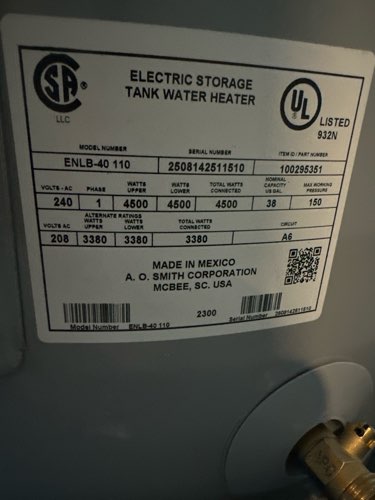 CSA
®
LLC
ELECTRIC STORAGE
TANK WATER HEATER
UL
®
LISTED
932N
MODEL NUMBER SERIAL NUMBER ITEM ID / PART NUMBER
ENLB-40 110 2508142511510 100295351
VOLTS - AC PHASE WATTS UPPER WATTS LOWER TOTAL WATTS CONNECTED NOMINAL CAPACITY US GAL MAX WORKING PRESSURE
240 1 4500 4500 4500 38 150
VOLTS AC ALTERNATE RATINGS WATTS UPPER WATTS LOWER TOTAL WATTS CONNECTED CIRCUIT
208 3380 3380 3380 A6
MADE IN MEXICO
A. O. SMITH CORPORATION
MCBEE, SC. USA
2300
Model Number ENLB-40 110
Serial Number 2508142511510